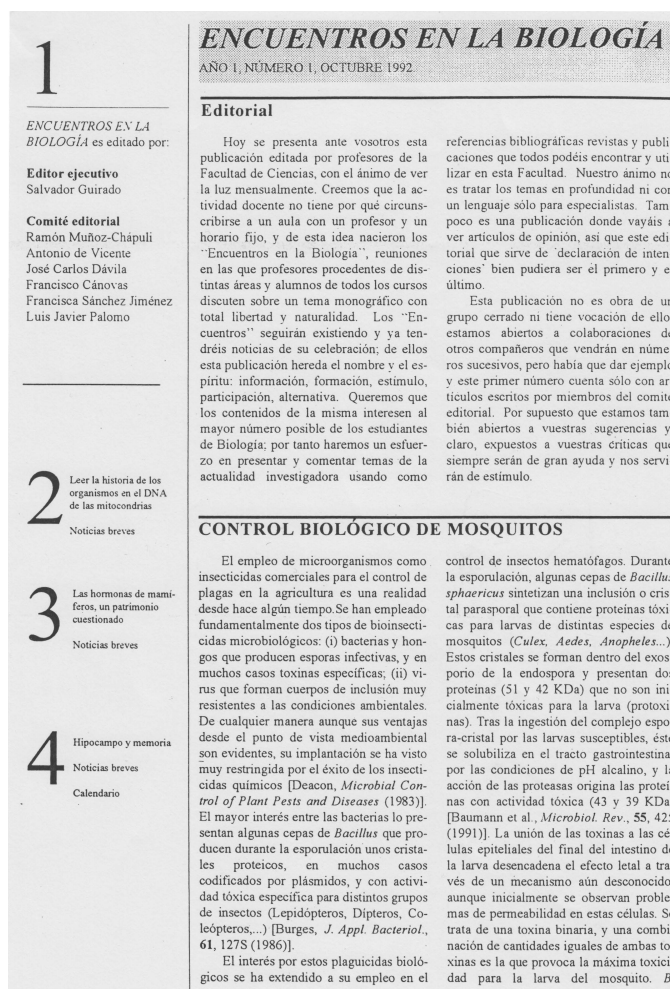 1
ENCUENTROS EN LA
BIOLOGÍA es editado por:
Editor ejecutivo
Salvador Guirado
Comité editorial
Ramón Muñoz-Chápuli
Antonio de Vicente
José Carlos Dávila
Francisco Cánovas
Francisca Sánchez Jiménez
Luis Javier Palomo
2
Leer la historia de los
organismos en el DNA
de las mitocondrias
Noticias breves
3
Las hormonas de mamí-
feros, un patrimonio
cuestionado
Noticias breves
4
Hipocampo y memoria
Noticias breves
Calendario
ENCUENTROS EN LA BIOLOGÍA
AÑO 1, NÚMERO 1, OCTUBRE 1992.
Editorial
Hoy se presenta ante vosotros esta
publicación editada por profesores de la
Facultad de Ciencias, con el ánimo de ver
la luz mensualmente. Creemos que la ac-
tividad docente no tiene por qué circuns-
cribirse a un aula con un profesor y un
horario fijo, y de esta idea nacieron los
"Encuentros en la Biología", reuniones
en las que profesores procedentes de dis-
tintas áreas y alumnos de todos los cursos
discuten sobre un tema monográfico con
total libertad y naturalidad. Los "En-
cuentros" seguirán existiendo y ya ten-
dréis noticias de su celebración; de ellos
esta publicación hereda el nombre y el es-
píritu: información, formación, estímulo,
participación, alternativa. Queremos que
los contenidos de la misma interesen al
mayor número posible de los estudiantes
de Biología; por tanto haremos un esfuer-
zo en presentar y comentar temas de la
actualidad investigadora usando como
referencias bibliográficas revistas y publi
caciones que todos podéis encontrar y uti
lizar en esta Facultad. Nuestro ánimo no
es tratar los temas en profundidad ni con
un lenguaje sólo para especialistas. Tam
poco es una publicación donde vayáis a
ver artículos de opinión, así que este edi
torial que sirve de 'declaración de inten
ciones' bien pudiera ser él primero y e
último.
Esta publicación no es obra de un
grupo cerrado ni tiene vocación de ello
estamos abiertos a colaboraciones de
otros compañeros que vendrán en núme
ros sucesivos, pero había que dar ejemplo
y este primer número cuenta sólo con ar
tículos escritos por miembros del comité
editorial. Por supuesto que estamos tam
bién abiertos a vuestras sugerencias y
claro, expuestos a vuestras críticas que
siempre serán de gran ayuda y nos servi
rán de estímulo.
CONTROL BIOLÓGICO DE MOSQUITOS
El empleo de microorganismos como
insecticidas comerciales para el control de
plagas en la agricultura es una realidad
desde hace algún tiempo.Se han empleado
fundamentalmente dos tipos de bioinsecti-
cidas microbiológicos: (i) bacterias y hon-
gos que producen esporas infectivas, y en
muchos casos toxinas específicas; (ii) vi-
rus que forman cuerpos de inclusión muy
resistentes a las condiciones ambientales.
De cualquier manera aunque sus ventajas
desde el punto de vista medioambiental
son evidentes, su implantación se ha visto
muy restringida por el éxito de los insecti-
cidas químicos [Deacon, Microbial Con-
trol of Plant Pests and Diseases (1983)].
El mayor interés entre las bacterias lo pre-
sentan algunas cepas de Bacillus que pro-
ducen durante la esporulación unos crista-
les proteicos, en muchos casos
codificados por plásmidos, y con activi-
dad tóxica específica para distintos grupos
de insectos (Lepidópteros, Dípteros, Co-
leópteros,...) [Burges, J. Appl. Bacteriol.,
61, 127S (1986)].
El interés por estos plaguicidas bioló-
gicos se ha extendido a su empleo en el
control de insectos hematófagos. Durante
la esporulación, algunas cepas de Bacillus
sphaericus sintetizan una inclusión o cris
tal parasporal que contiene proteínas tóxi
cas para larvas de distintas especies de
mosquitos (Culex, Aedes, Anopheles...)
Estos cristales se forman dentro del exos
porio de la endospora y presentan dos
proteínas (51 y 42 KDa) que no son ini
cialmente tóxicas para la larva (protoxi
nas). Tras la ingestión del complejo espo
ra-cristal por las larvas susceptibles, éste
se solubiliza en el tracto gastrointestina
por las condiciones de pH alcalino, y la
acción de las proteasas origina las proteí
nas con actividad tóxica (43 y 39 KDa
[Baumann et al., Microbiol. Rev., 55, 425
(1991)]. La unión de las toxinas a las cé
lulas epiteliales del final del intestino de
la larva desencadena el efecto letal a tra
vés de un mecanismo aún desconocido
aunque inicialmente se observan proble
mas de permeabilidad en estas células. Se
trata de una toxina binaria, y una combi
nación de cantidades iguales de ambas to
xinas es la que provoca la máxima toxici
dad para la larva del mosquito. B